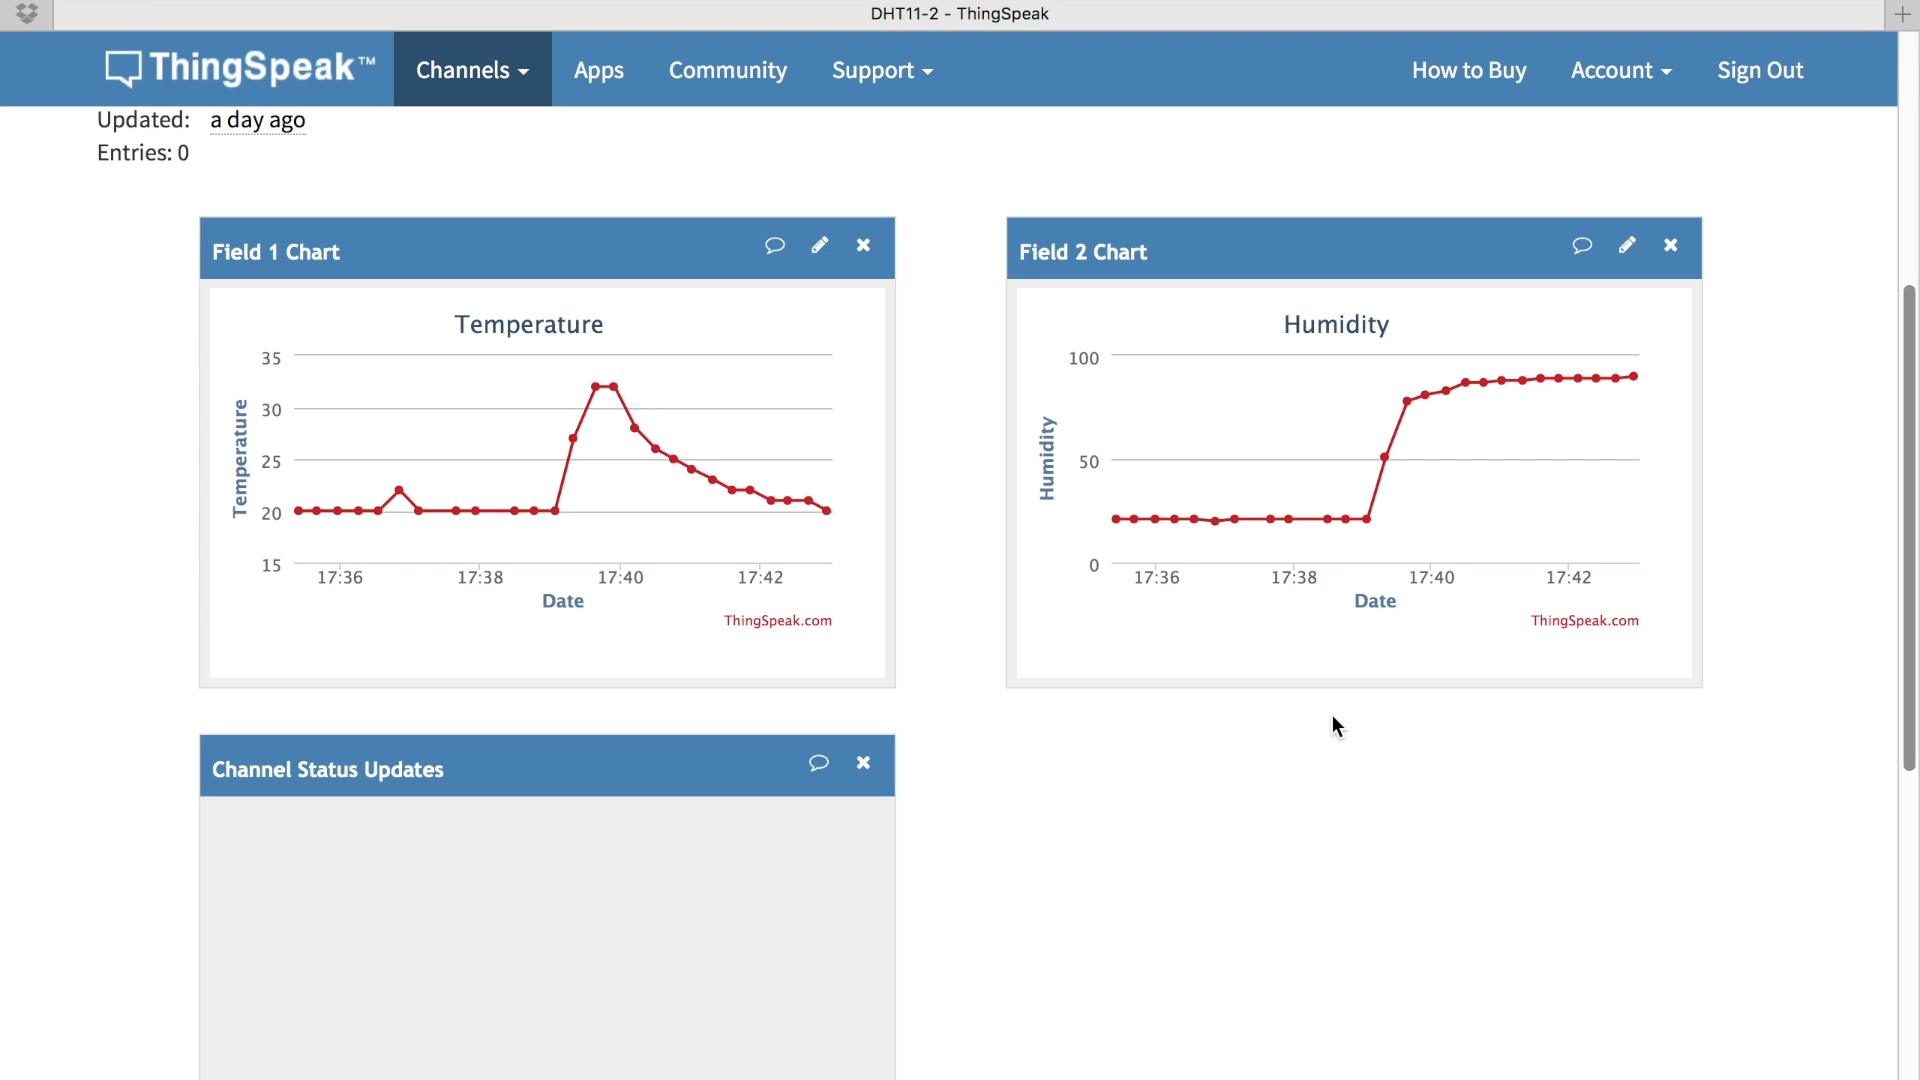 DHT11-2 - ThingSpeak
ThingSpeak™ Channels Apps Community Support How to Buy Account Sign Out
Updated: a day ago
Entries: 0
Field 1 Chart
Temperature
Temperature
35
30
25
20
15
17:36 17:38 17:40 17:42
Date
ThingSpeak.com
Field 2 Chart
Humidity
Humidity
100
50
0
17:36 17:38 17:40 17:42
Date
ThingSpeak.com
Channel Status Updates